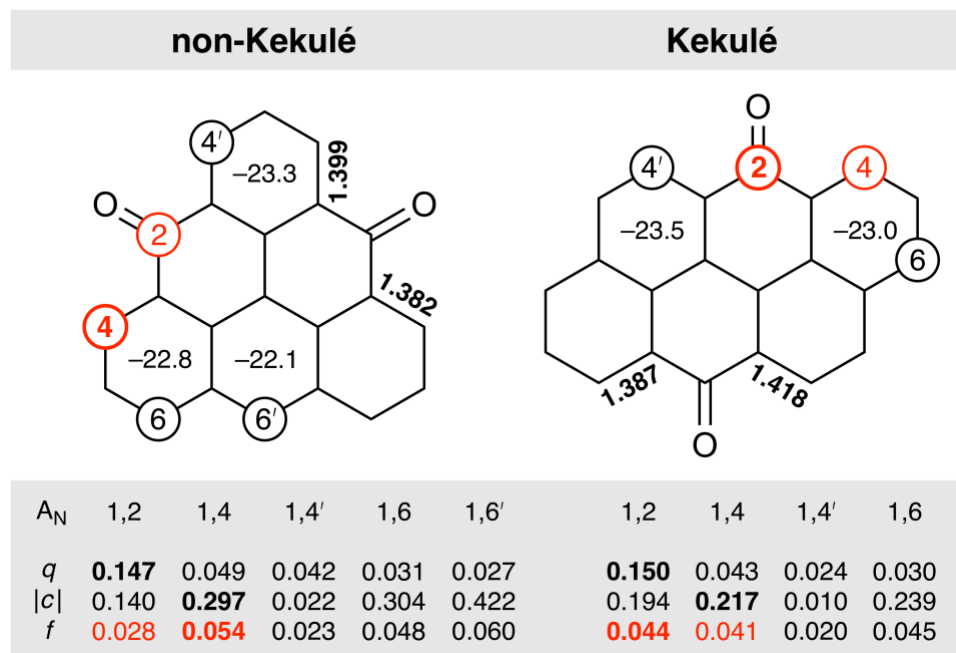 non-Kekulé Kekulé
O
4′ 1.399 4′ 2 4
−23.3
O O −23.5 −23.0
2 6
1.382
4
−22.8 −22.1 1.387 1.418
6 6′
O
A_N 1,2 1,4 1,4′ 1,6 1,6′ 1,2 1,4 1,4′ 1,6
q 0.147 0.049 0.042 0.031 0.027 0.150 0.043 0.024 0.030
|c| 0.140 0.297 0.022 0.304 0.422 0.194 0.217 0.010 0.239
f 0.028 0.054 0.023 0.048 0.060 0.044 0.041 0.020 0.045